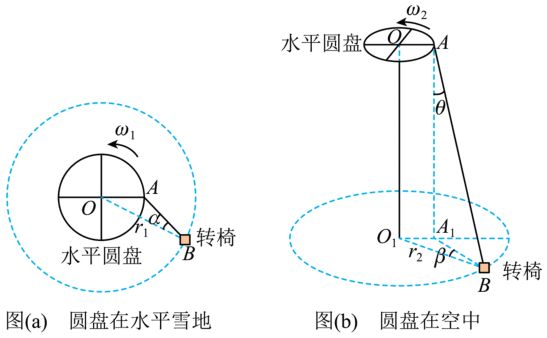 ω₁
A
O
r₁
α
水平圆盘
B
转椅
图(a) 圆盘在水平雪地
ω₂
水平圆盘
O
A
θ
O₁
A₁
r₂
β
B
转椅
图(b) 圆盘在空中